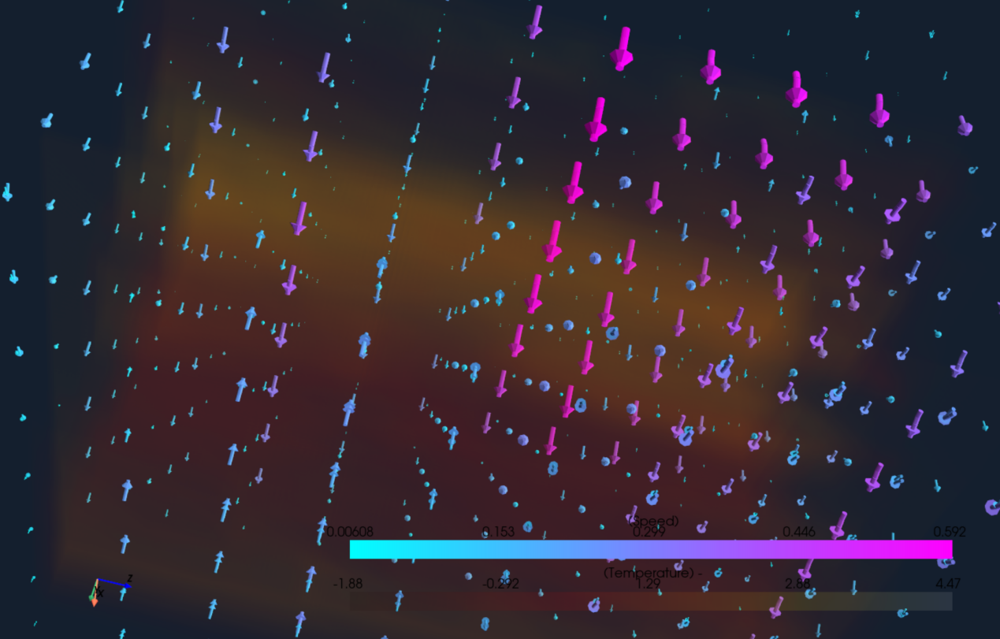 (Speed)
0.00608 0.153 0.299 0.446 0.592
(Temperature) -
-1.88 -0.292 1.29 2.88 4.47
z
x